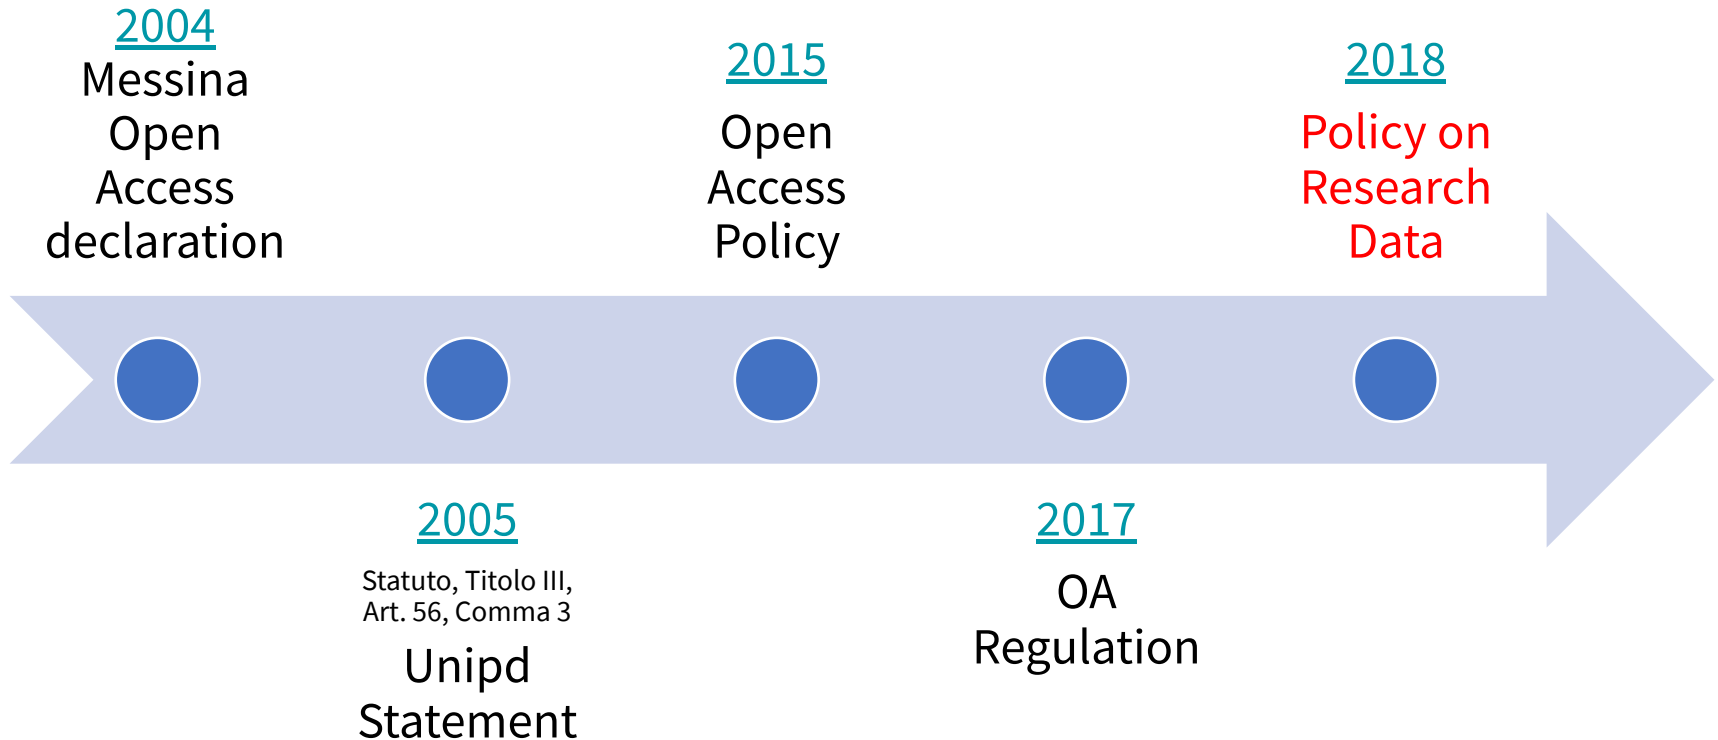 2004
Messina
Open
Access
declaration
2005
Statuto, Titolo III,
Art. 56, Comma 3
Unipd
Statement
2015
Open
Access
Policy
2017
OA
Regulation
2018
Policy on
Research
Data